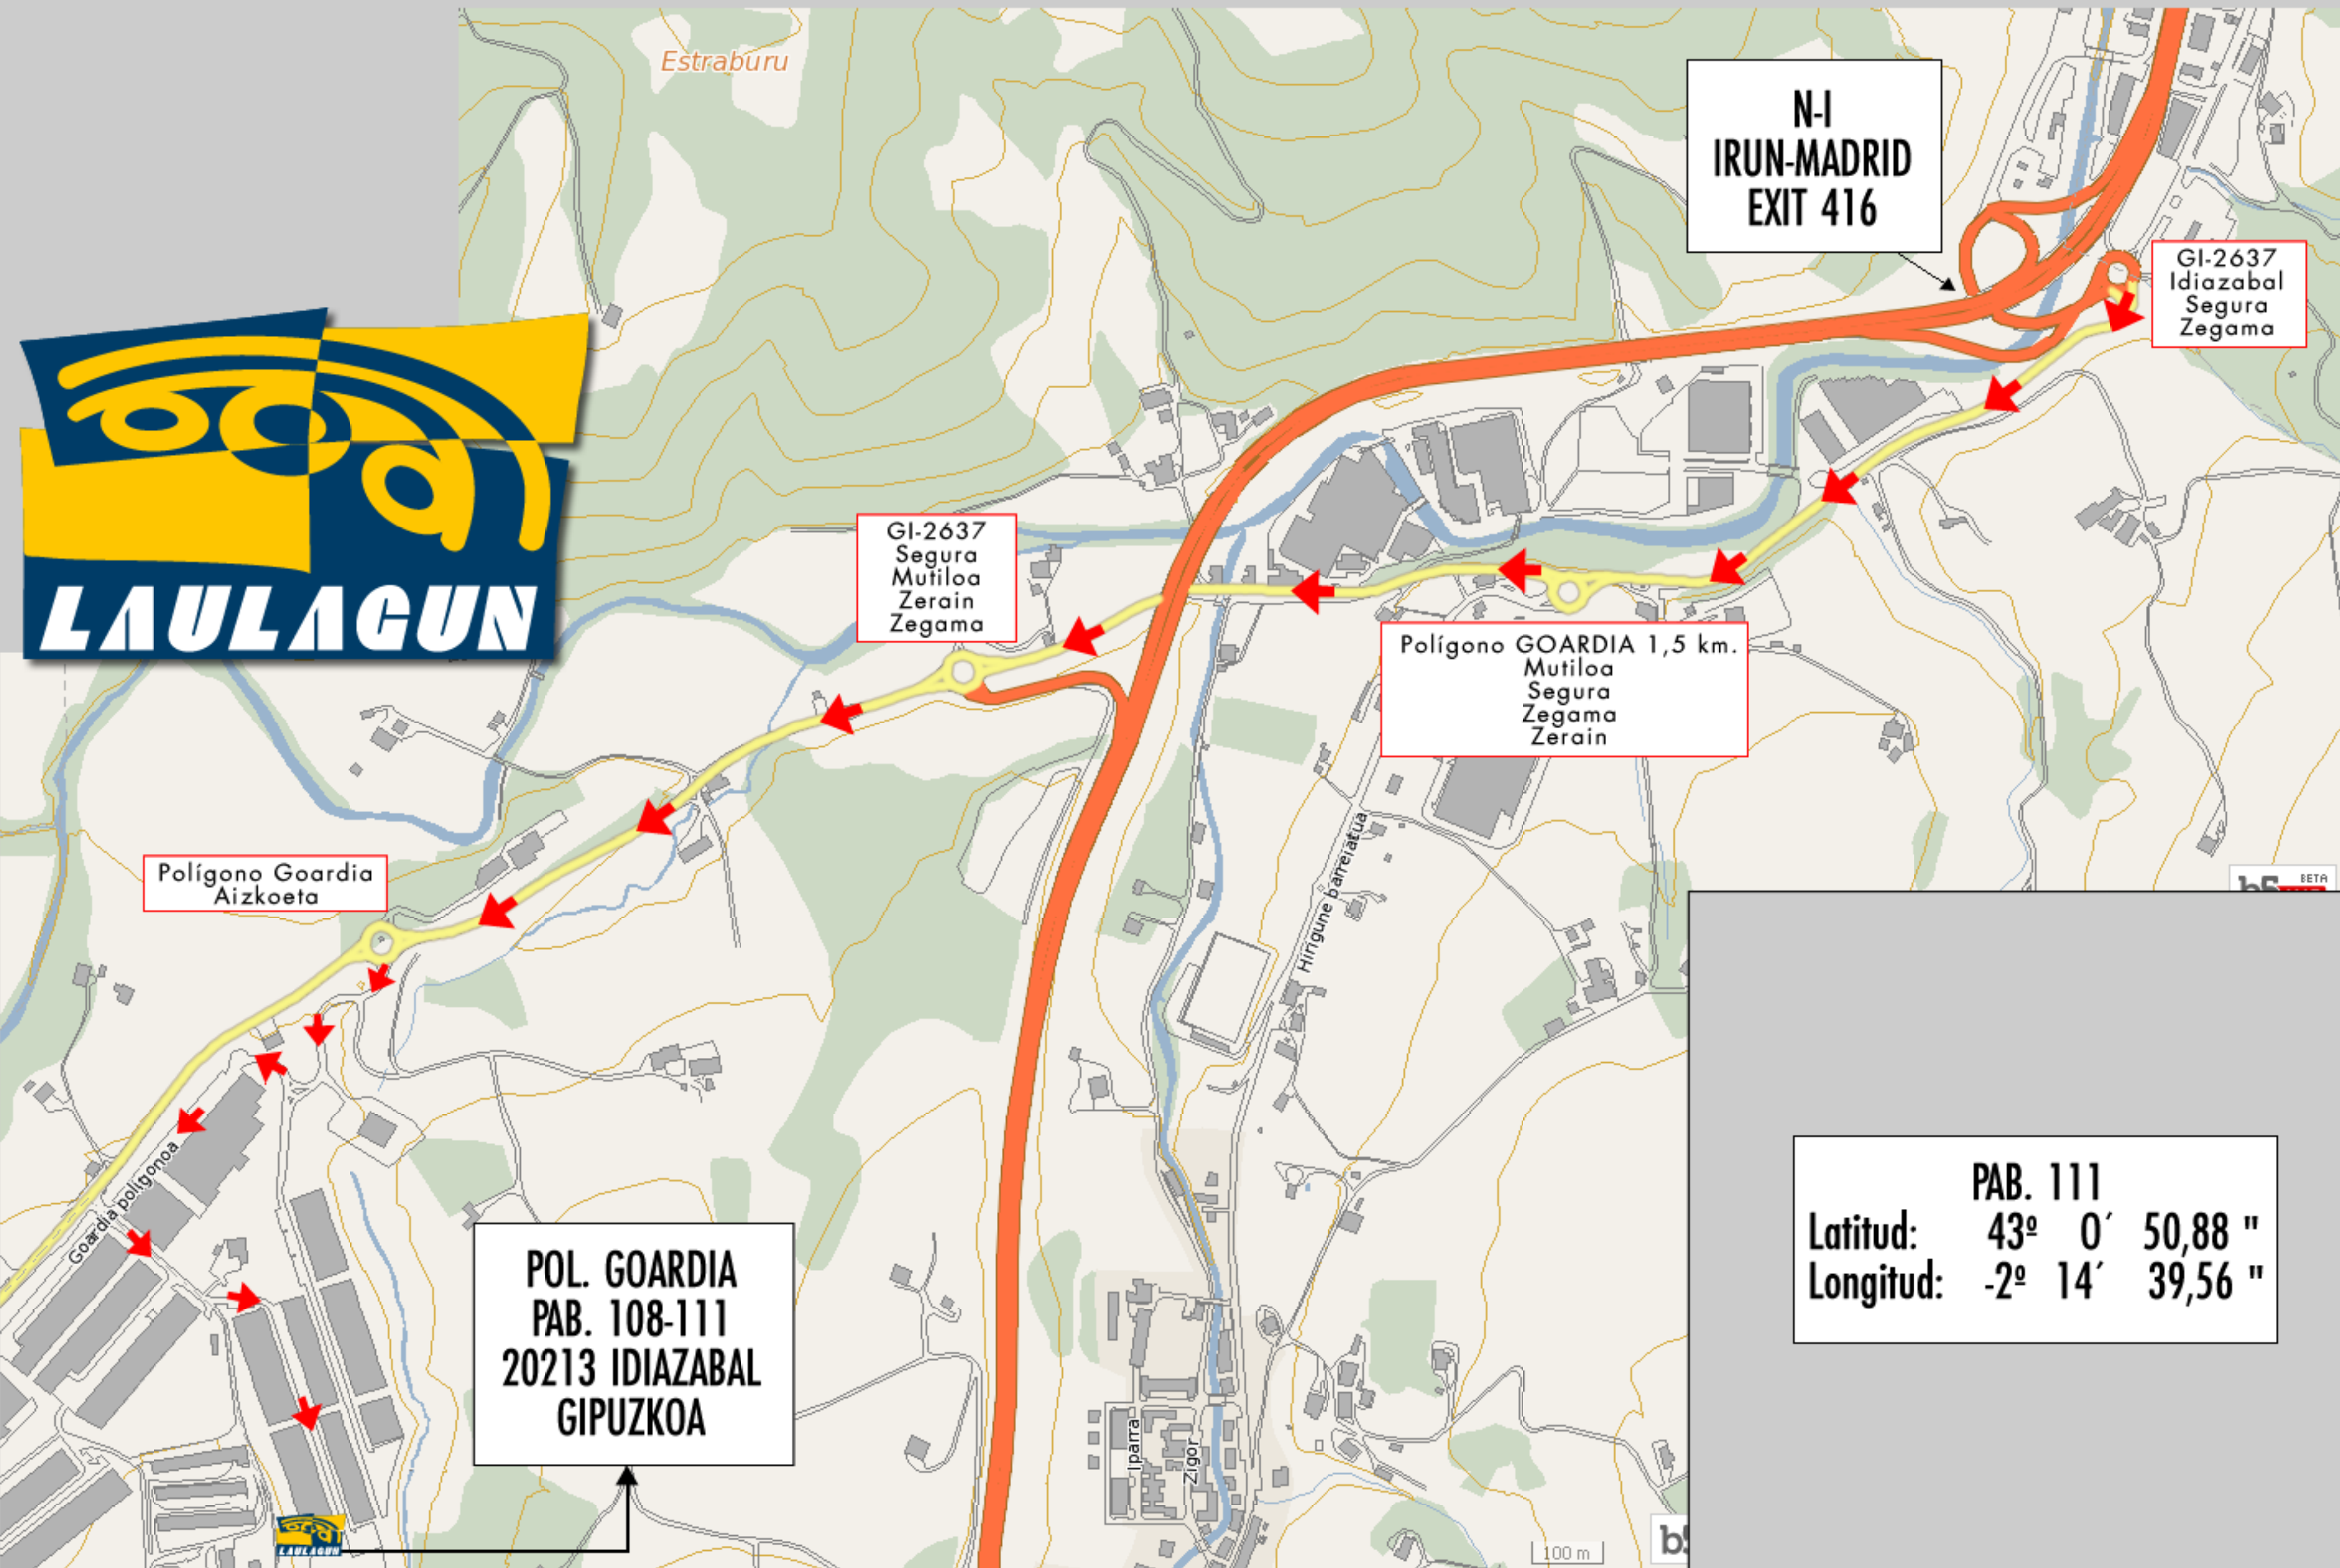 Estraburu
N-I
IRUN-MADRID
EXIT 416
GI-2637
Idiazabal
Segura
Zegama
LAULAGUN
GI-2637
Segura
Mutiloa
Zerain
Zegama
Polígono GOARDIA 1,5 km.
Mutiloa
Segura
Zegama
Zerain
Polígono Goardia
Aizkoeta
Hirigune barreiatua
BETA
Goardia poligonoa
POL. GOARDIA
PAB. 108-111
20213 IDIAZABAL
GIPUZKOA
PAB. 111
Latitud: 43º 0´ 50,88 "
Longitud: -2º 14´ 39,56 "
Iparra
Zigor
LAULAGUN
100 m